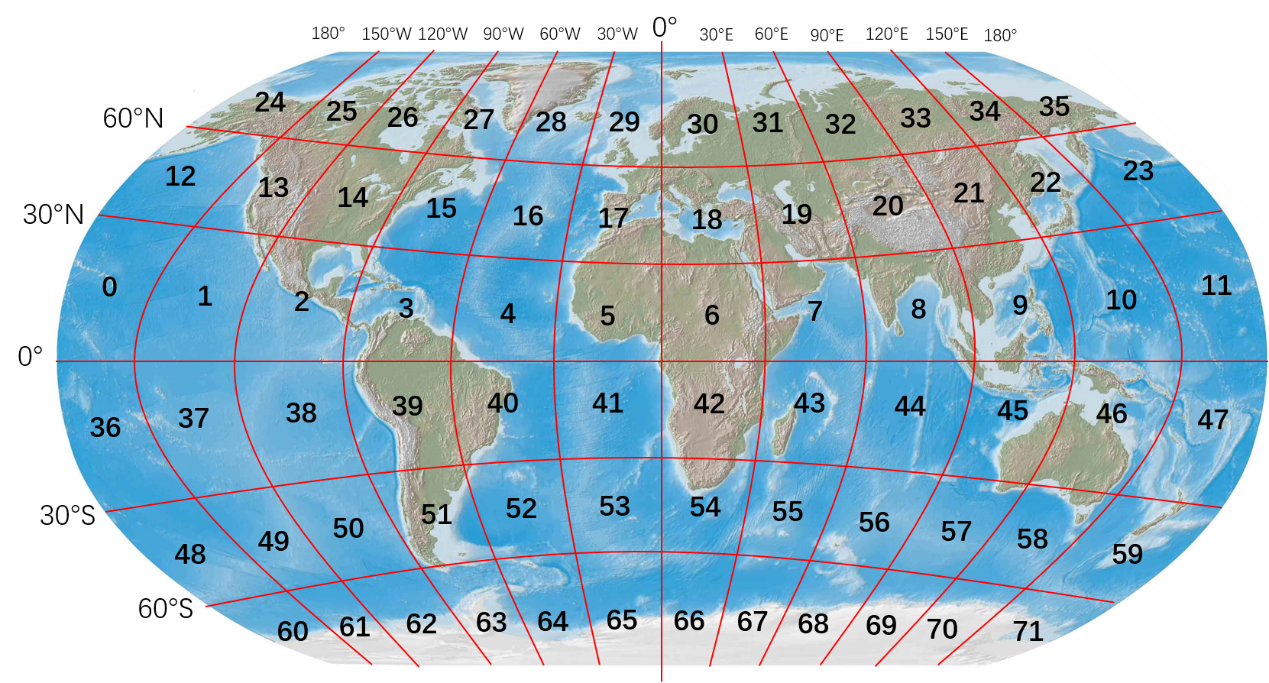 0°
180° 150°W 120°W 90°W 60°W 30°W 30°E 60°E 90°E 120°E 150°E 180°
24 25 26 27 28 29 30 31 32 33 34 35
60°N
12 13 14 15 16 17 18 19 20 21 22 23
30°N
0 1 2 3 4 5 6 7 8 9 10 11
0°
36 37 38 39 40 41 42 43 44 45 46 47
30°S
48 49 50 51 52 53 54 55 56 57 58 59
60°S
60 61 62 63 64 65 66 67 68 69 70 71